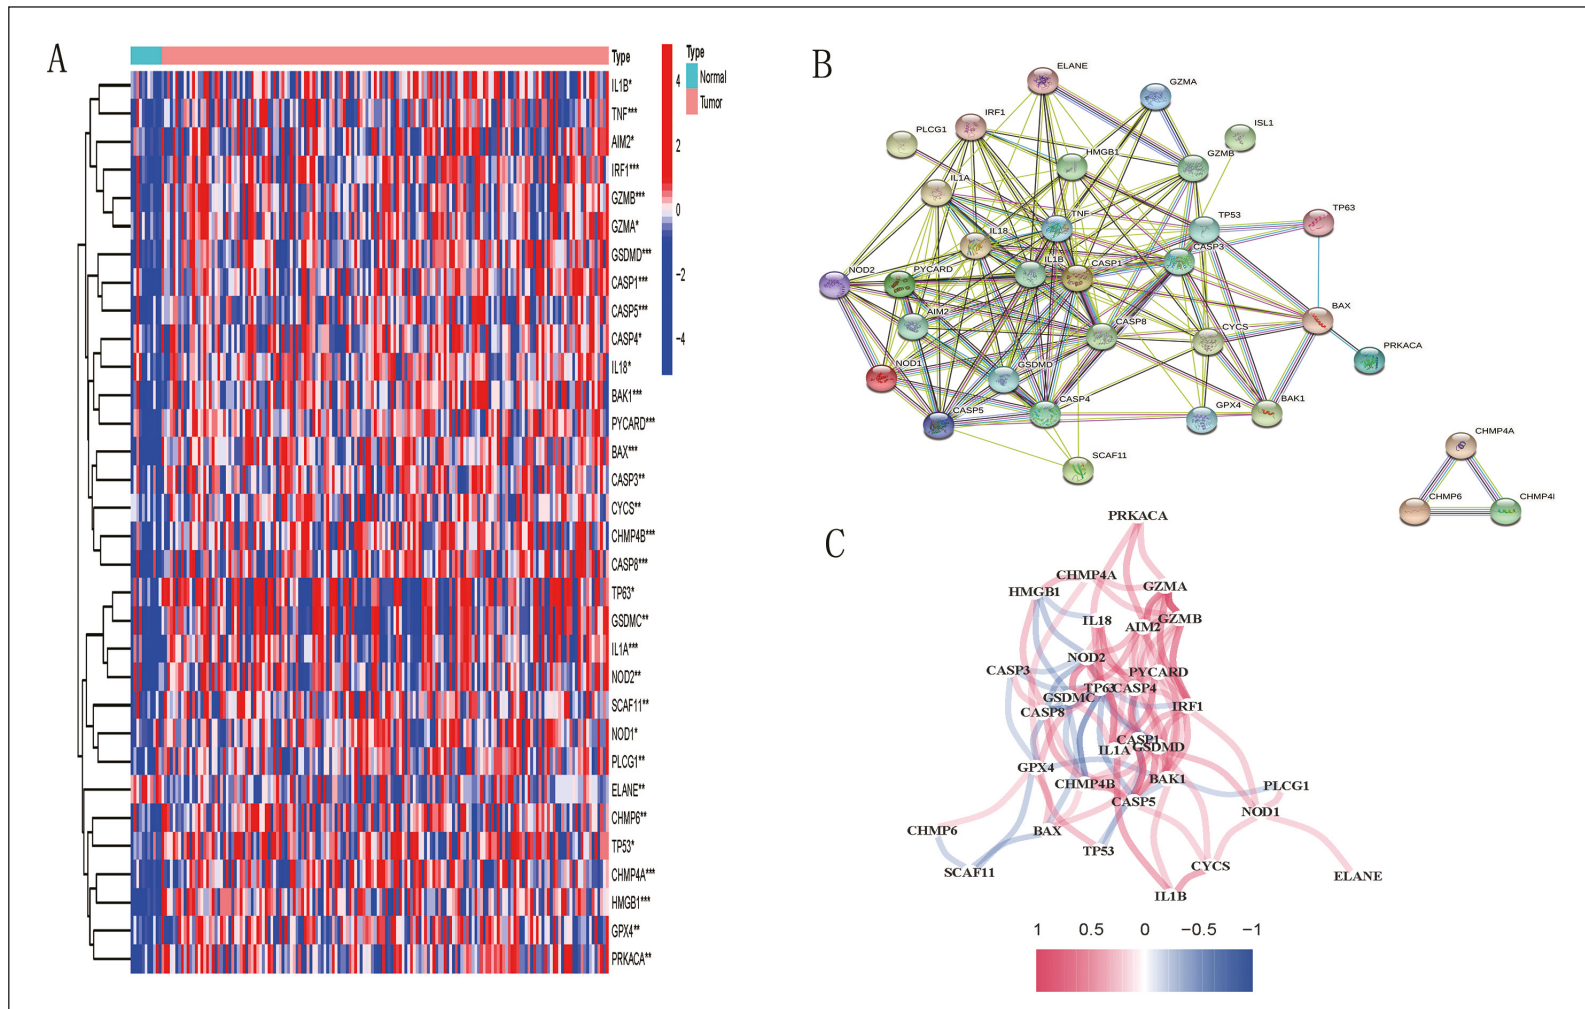 A
Type
IL1B*
TNF***
AIM2*
IRF1***
GZMB***
GZMA*
GSDMD***
CASP1***
CASP5***
CASP4*
IL18*
BAK1***
PYCARD***
BAX***
CASP3**
CYCS**
CHMP4B***
CASP8***
TP63*
GSDMC**
IL1A***
NOD2**
SCAF11**
NOD1*
PLCG1**
ELANE**
CHMP6**
TP53*
CHMP4A***
HMGB1***
GPX4**
PRKACA**
4
2
0
−2
−4
Type
Normal
Tumor
B
ELANE
GZMA
IRF1
PLCG1
ISL1
HMGB1
GZMB
IL1A
TNF
TP53
TP63
IL18
CASP3
NOD2
PYCARD
IL1B
CASP1
AIM2
CASP8
CYCS
BAX
PRKACA
NOD1
GSDMD
CASP5
CASP4
GPX4
BAK1
SCAF11
CHMP4A
CHMP6
CHMP4I
C
PRKACA
CHMP4A
HMGB1
GZMA
IL18
AIM2
GZMB
NOD2
CASP3
PYCARD
TP63
CASP4
GSDMC
CASP8
IRF1
CASP1
IL1A
GSDMD
GPX4
CHMP4B
BAK1
PLCG1
CASP5
NOD1
CHMP6
BAX
TP53
SCAF11
CYCS
ELANE
IL1B
1 0.5 0 −0.5 −1